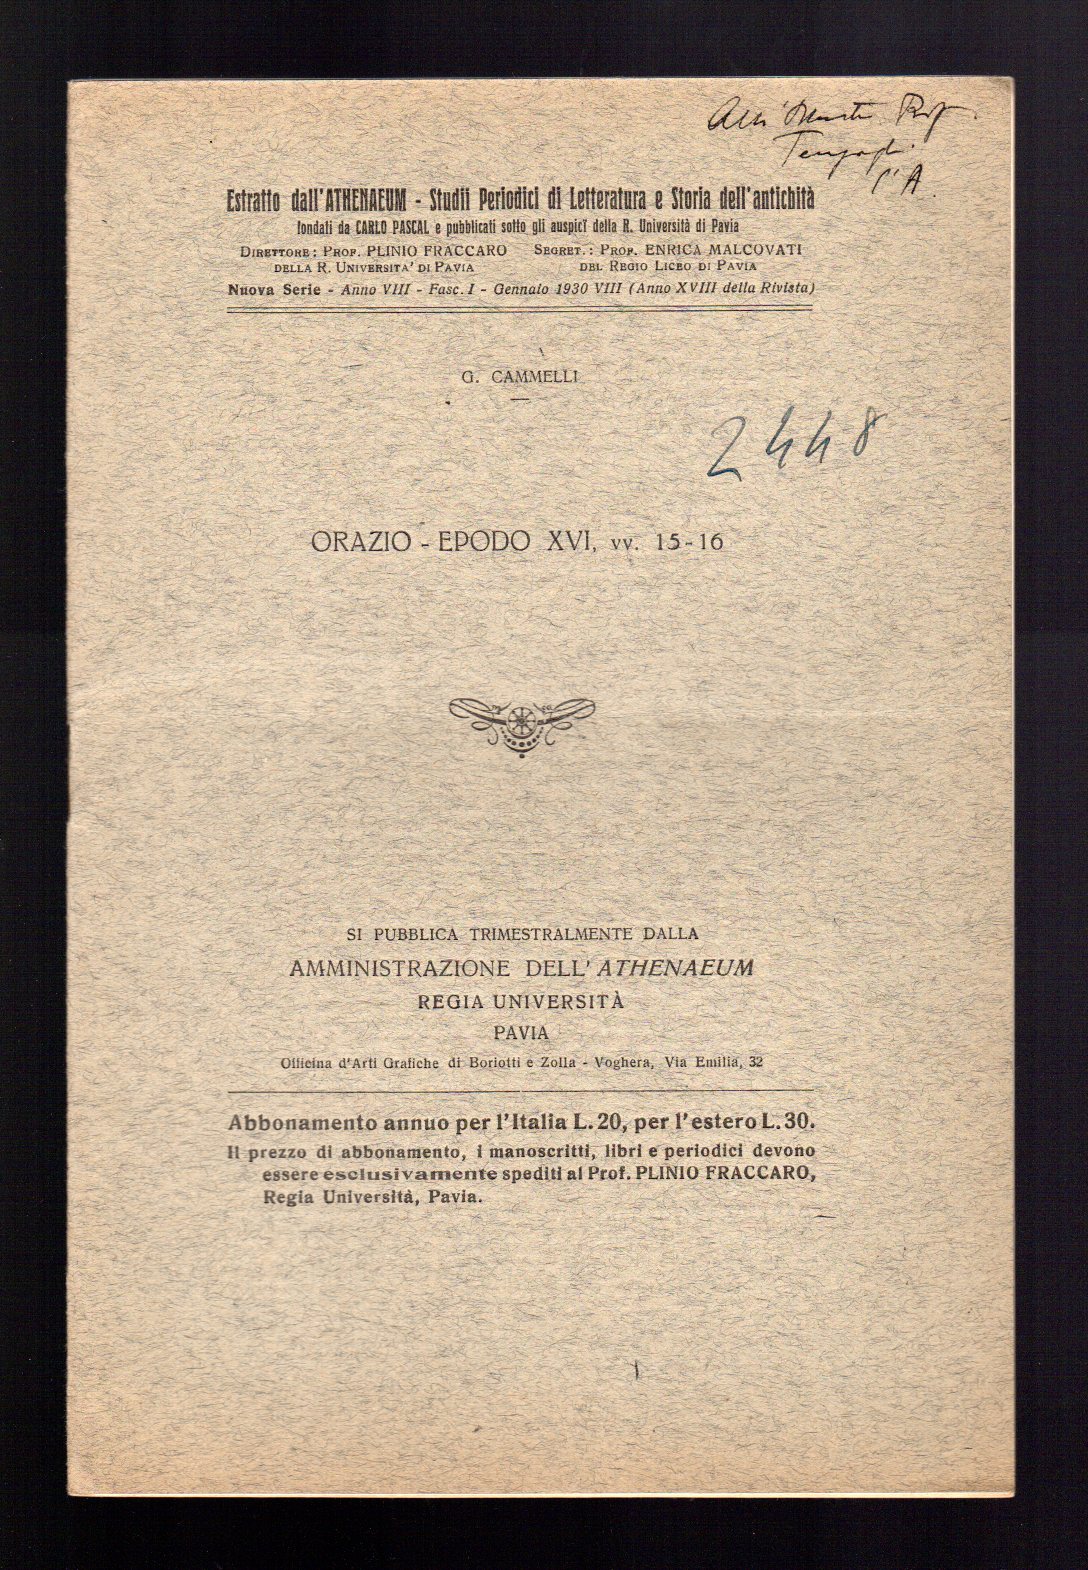 All'Illustre Prof.
l'A
Estratto dall'ATHENAEUM - Studii Periodici di Letteratura e Storia dell'antichità
fondati da CARLO PASCAL e pubblicati sotto gli auspicî della R. Università di Pavia
DIRETTORE: PROF. PLINIO FRACCARO SEGRET.: PROF. ENRICA MALCOVATI
DELLA R. UNIVERSITA' DI PAVIA DEL REGIO LICEO DI PAVIA
Nuova Serie - Anno VIII - Fasc. I - Gennaio 1930 VIII (Anno XVIII della Rivista)
G. CAMMELLI
2448
ORAZIO - EPODO XVI, vv. 15-16
SI PUBBLICA TRIMESTRALMENTE DALLA
AMMINISTRAZIONE DELL'ATHENAEUM
REGIA UNIVERSITÀ
PAVIA
Officina d'Arti Grafiche di Boriotti e Zolla - Voghera, Via Emilia, 32
Abbonamento annuo per l'Italia L. 20, per l'estero L. 30.
Il prezzo di abbonamento, i manoscritti, libri e periodici devono
essere esclusivamente spediti al Prof. PLINIO FRACCARO,
Regia Università, Pavia.